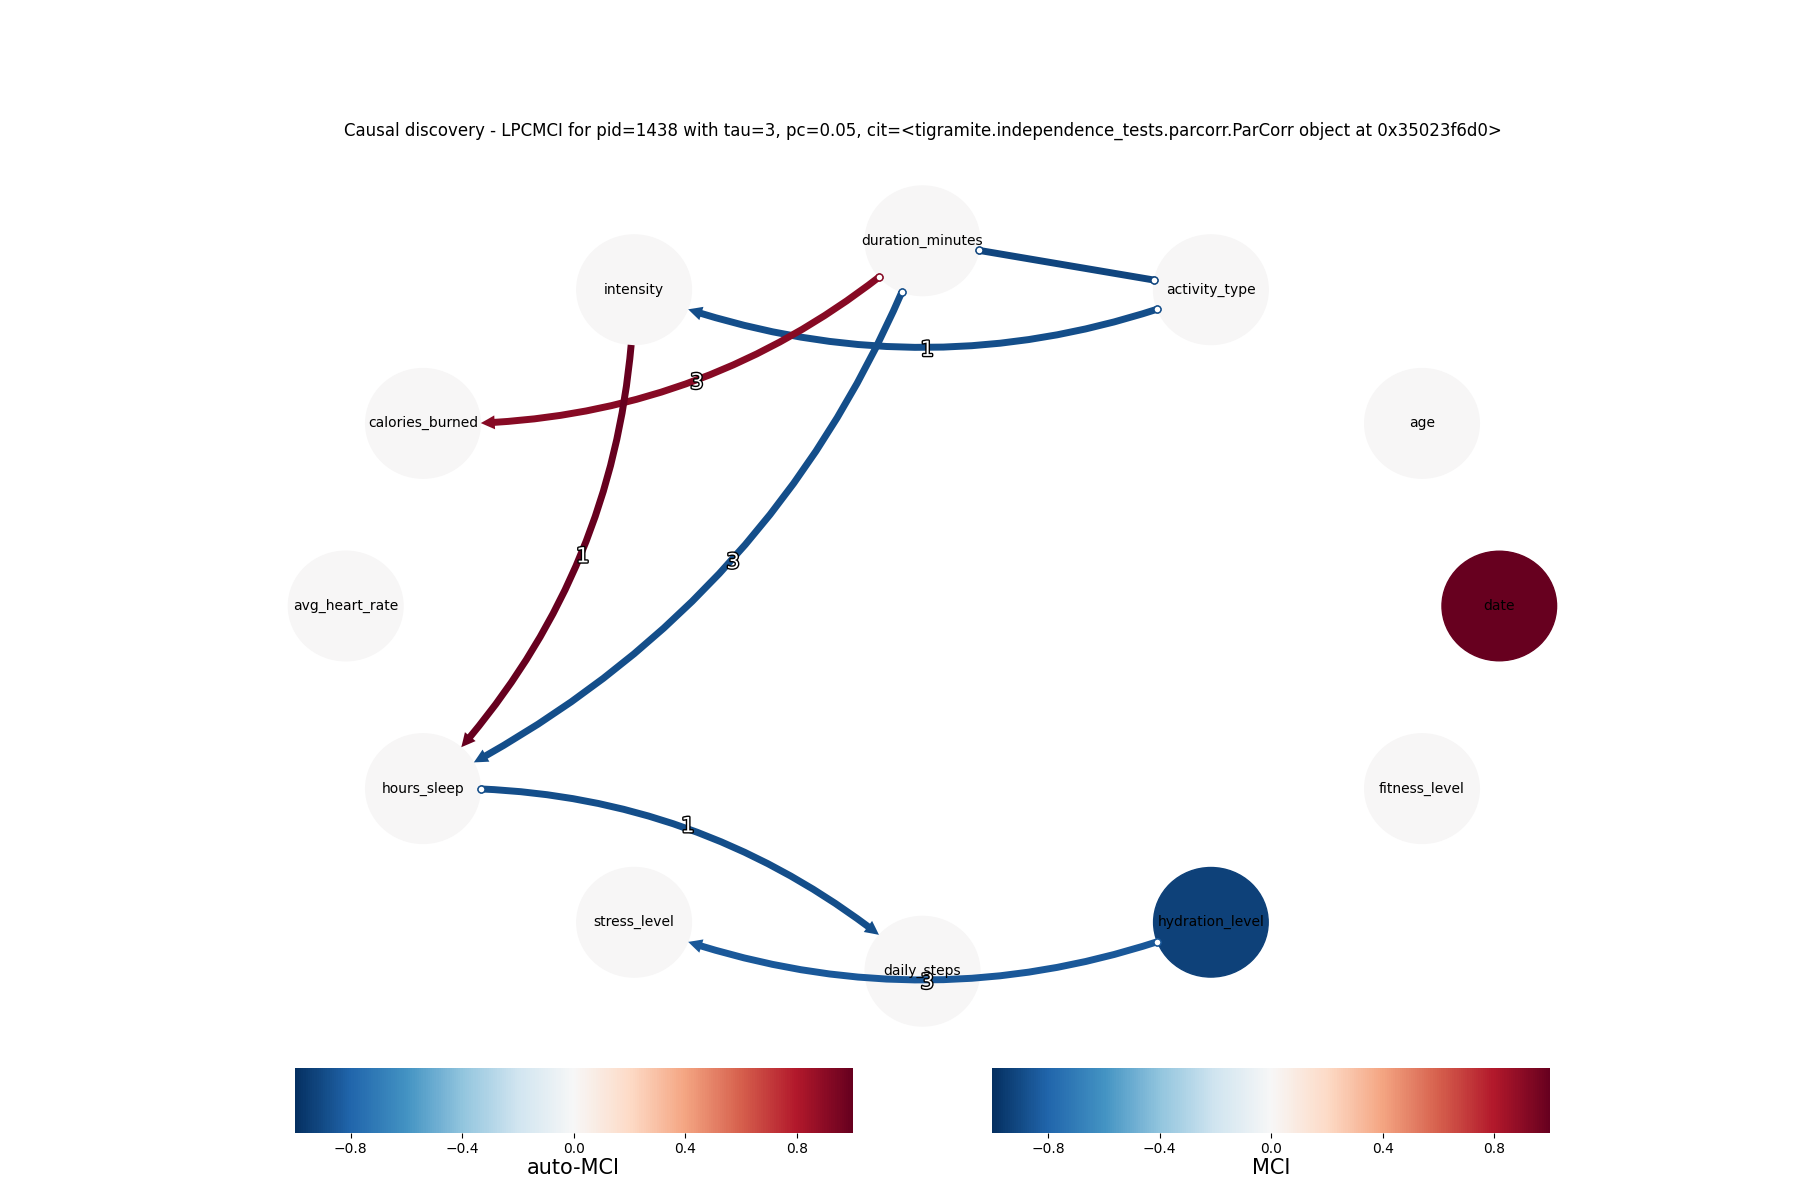 Causal discovery - LPCMCI for pid=1438 with tau=3, pc=0.05, cit=<tigramite.independence_tests.parcorr.ParCorr object at 0x35023f6d0>
duration_minutes
intensity
activity_type
1
3
calories_burned
age
1
3
avg_heart_rate
date
hours_sleep
fitness_level
1
stress_level
hydration_level
daily_steps
3
−0.8 −0.4 0.0 0.4 0.8
auto-MCI
−0.8 −0.4 0.0 0.4 0.8
MCI